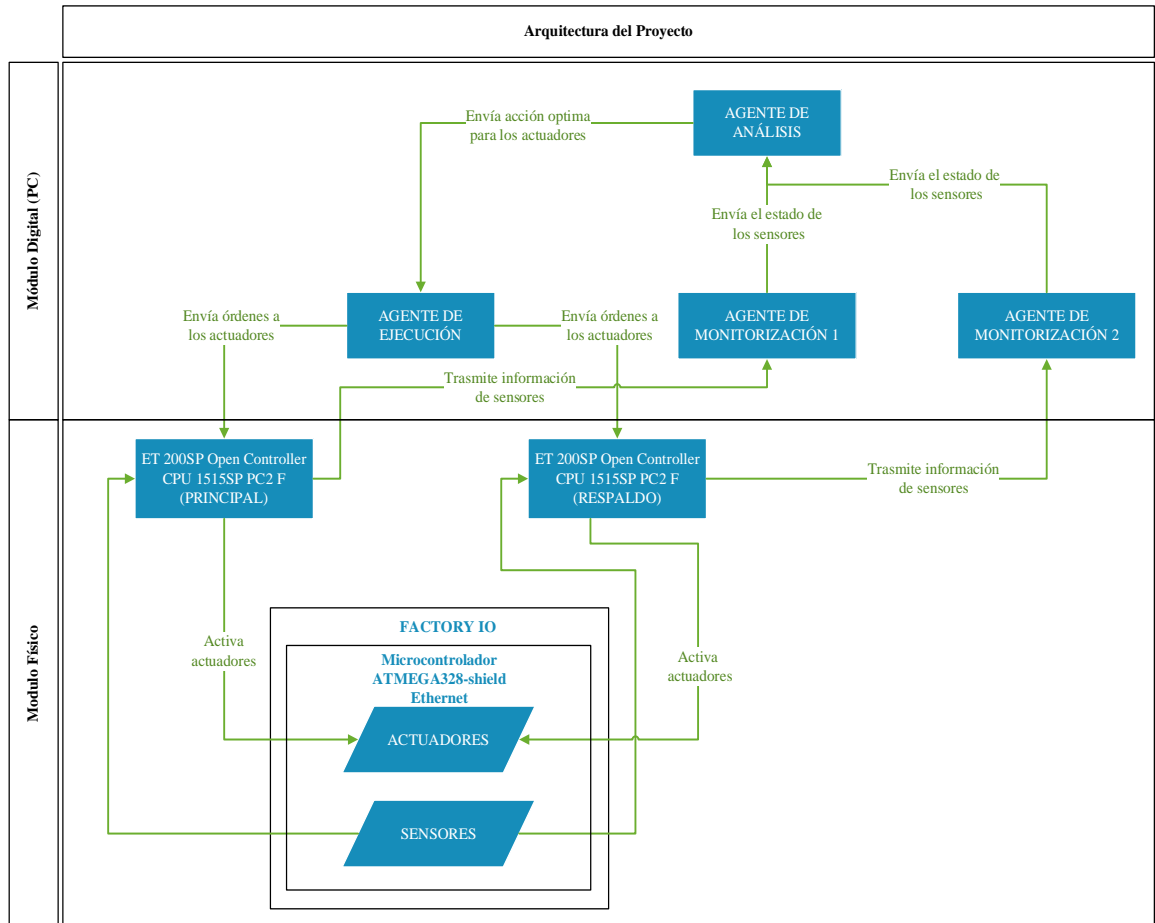 Arquitectura del Proyecto
Módulo Digital (PC)
AGENTE DE
ANÁLISIS
Envía acción optima
para los actuadores
Envía el estado de
los sensores
Envía el estado de
los sensores
Envía órdenes a
los actuadores
AGENTE DE
EJECUCIÓN
Envía órdenes a
los actuadores
AGENTE DE
MONITORIZACIÓN 1
AGENTE DE
MONITORIZACIÓN 2
Trasmite información
de sensores
Modulo Físico
ET 200SP Open Controller
CPU 1515SP PC2 F
(PRINCIPAL)
ET 200SP Open Controller
CPU 1515SP PC2 F
(RESPALDO)
Trasmite información
de sensores
Activa
actuadores
FACTORY IO
Microcontrolador
ATMEGA328-shield
Ethernet
Activa
actuadores
ACTUADORES
SENSORES